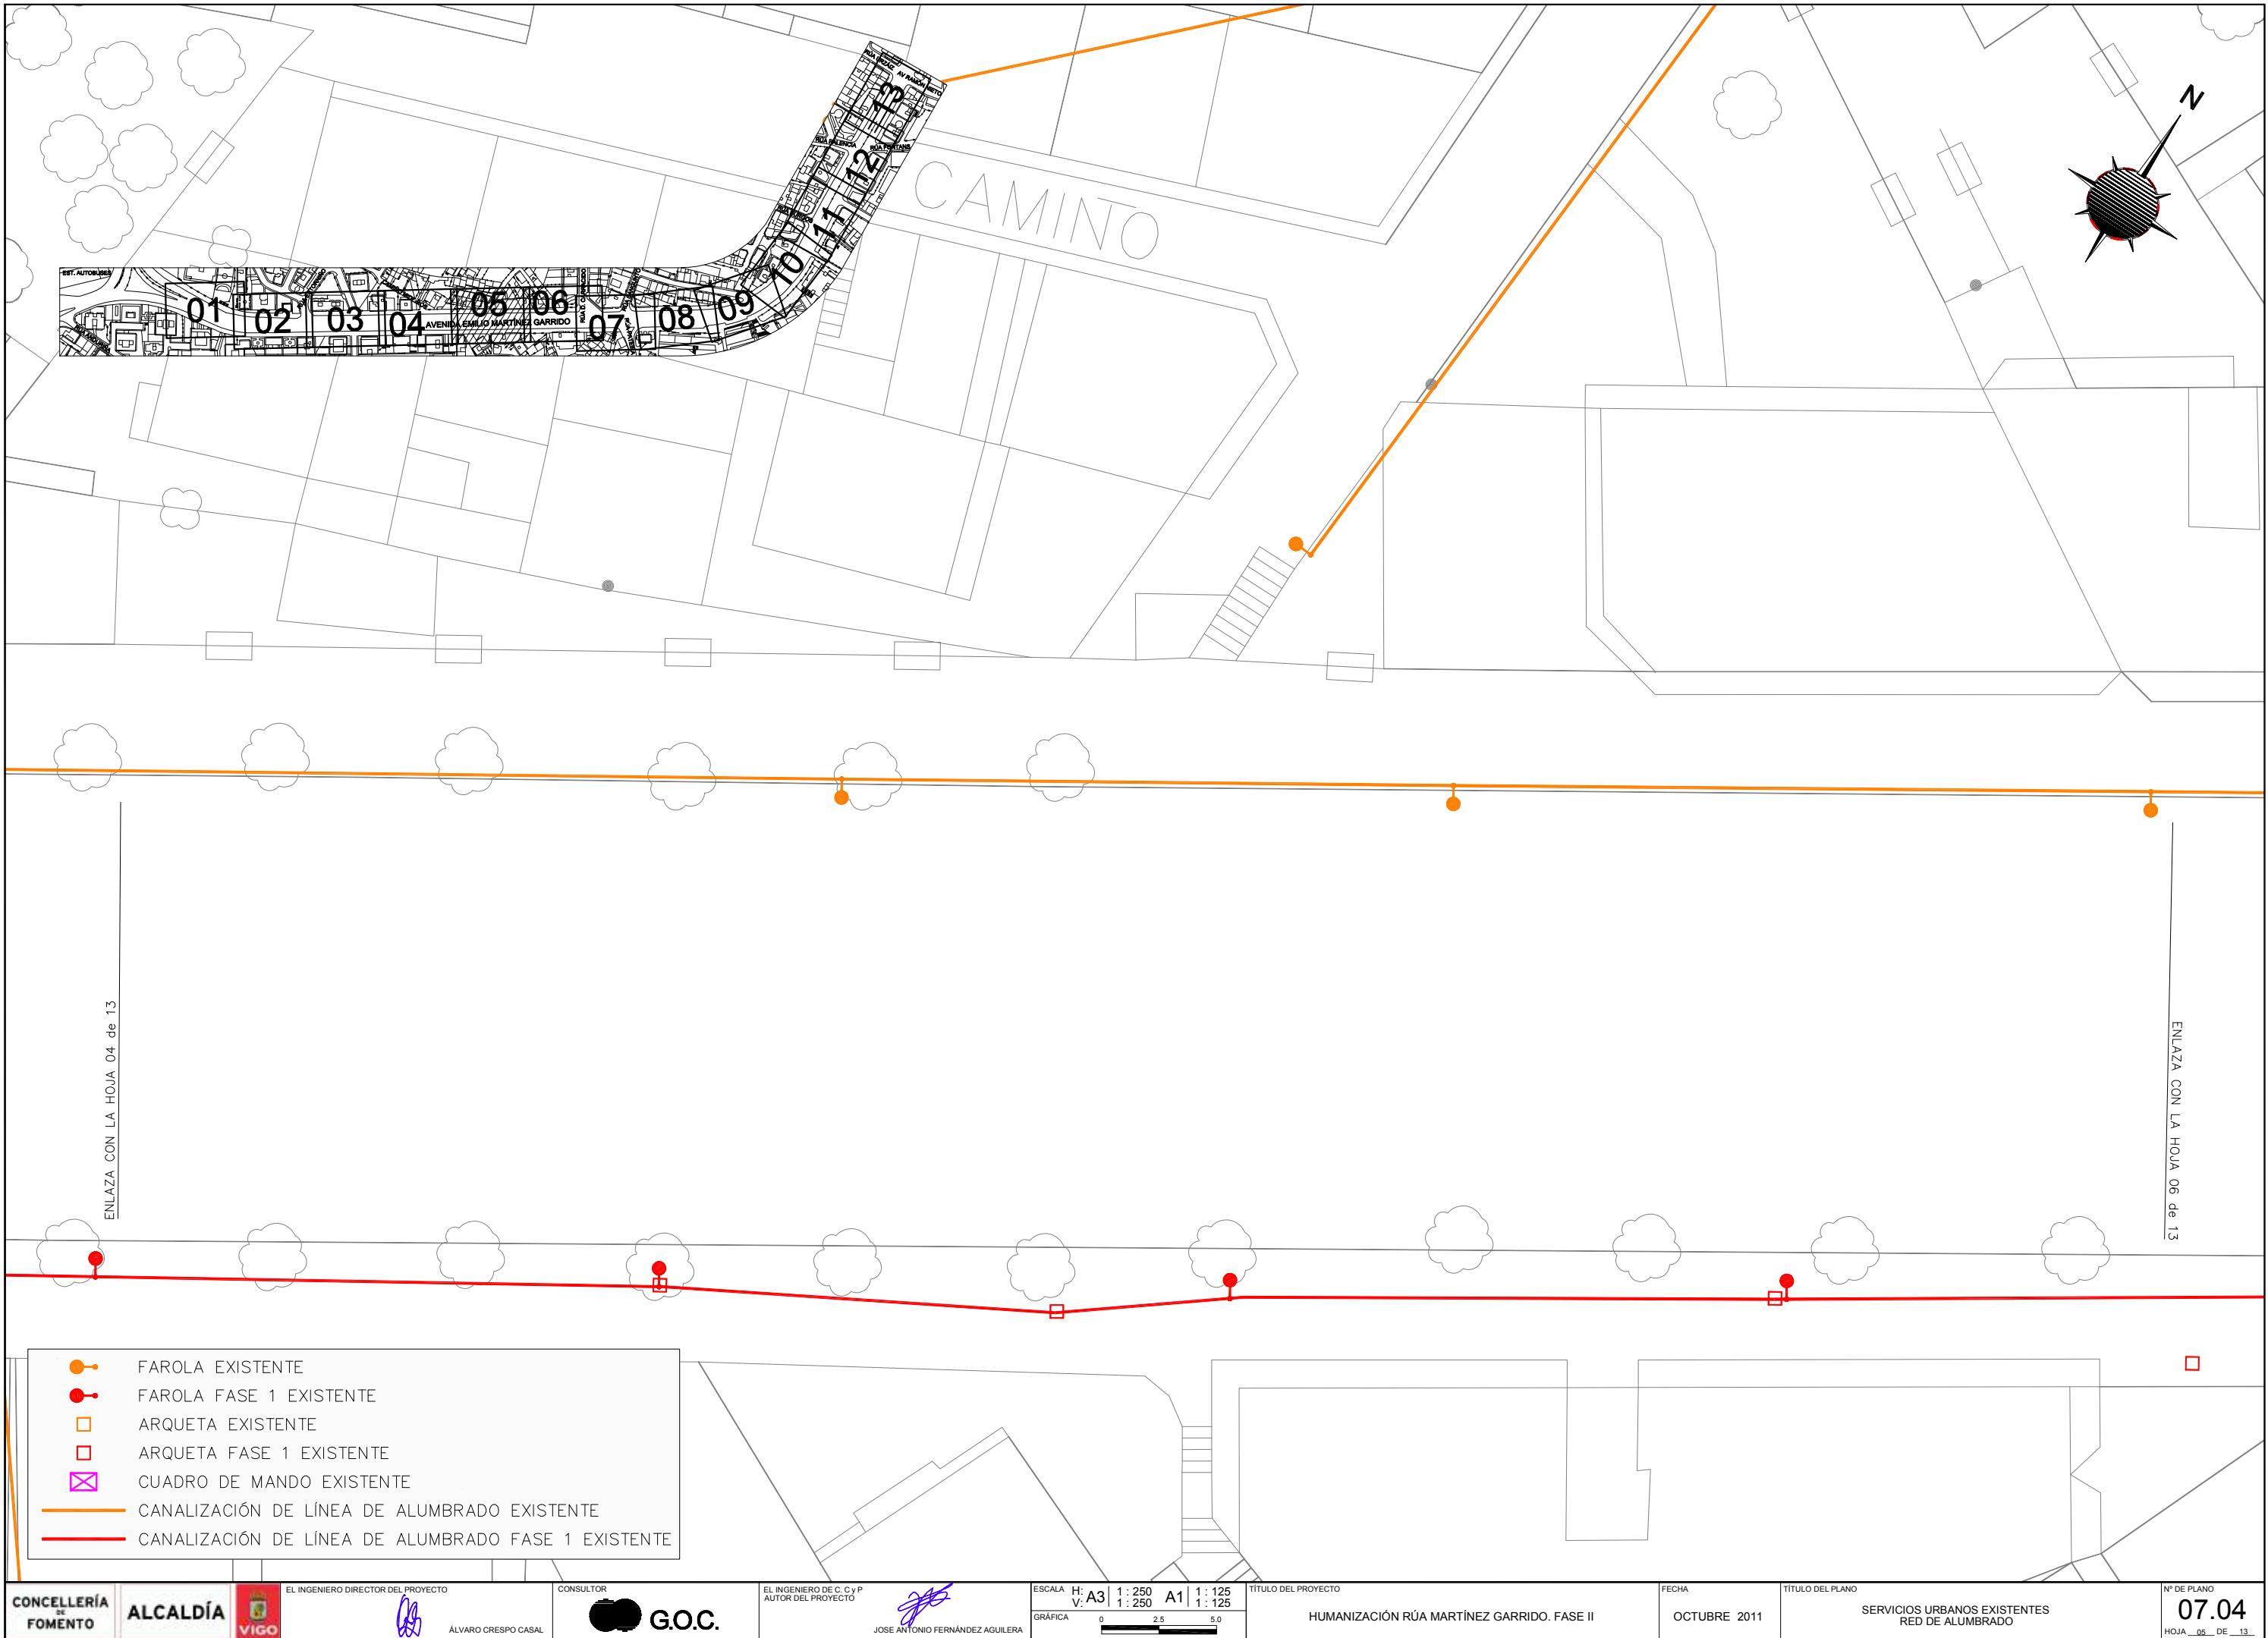 N
CAMIÑO
EST. AUTOBUSES
AV RAMÓN NIETO
RÚA PALENCIA
13
12
11
10
01
02
03
04
05
06
07
08
09
AVENIDA EMILIO MARTÍNEZ GARRIDO
ENLAZA CON LA HOJA 04 de 13
ENLAZA CON LA HOJA 06 de 13
FAROLA EXISTENTE
FAROLA FASE 1 EXISTENTE
ARQUETA EXISTENTE
ARQUETA FASE 1 EXISTENTE
CUADRO DE MANDO EXISTENTE
CANALIZACIÓN DE LÍNEA DE ALUMBRADO EXISTENTE
CANALIZACIÓN DE LÍNEA DE ALUMBRADO FASE 1 EXISTENTE
CONCELLERÍA
DE
FOMENTO
ALCALDÍA
VIGO
EL INGENIERO DIRECTOR DEL PROYECTO
ÁLVARO CRESPO CASAL
CONSULTOR
G.O.C.
EL INGENIERO DE C. C y P
AUTOR DEL PROYECTO
JOSE ANTONIO FERNÁNDEZ AGUILERA
ESCALA H: A3 1 : 250 A1 1 : 125
V: 1 : 250 1 : 125
GRÁFICA 0 2.5 5.0
TÍTULO DEL PROYECTO
HUMANIZACIÓN RÚA MARTÍNEZ GARRIDO. FASE II
FECHA
OCTUBRE 2011
TÍTULO DEL PLANO
SERVICIOS URBANOS EXISTENTES
RED DE ALUMBRADO
Nº DE PLANO
07.04
HOJA 05 DE 13